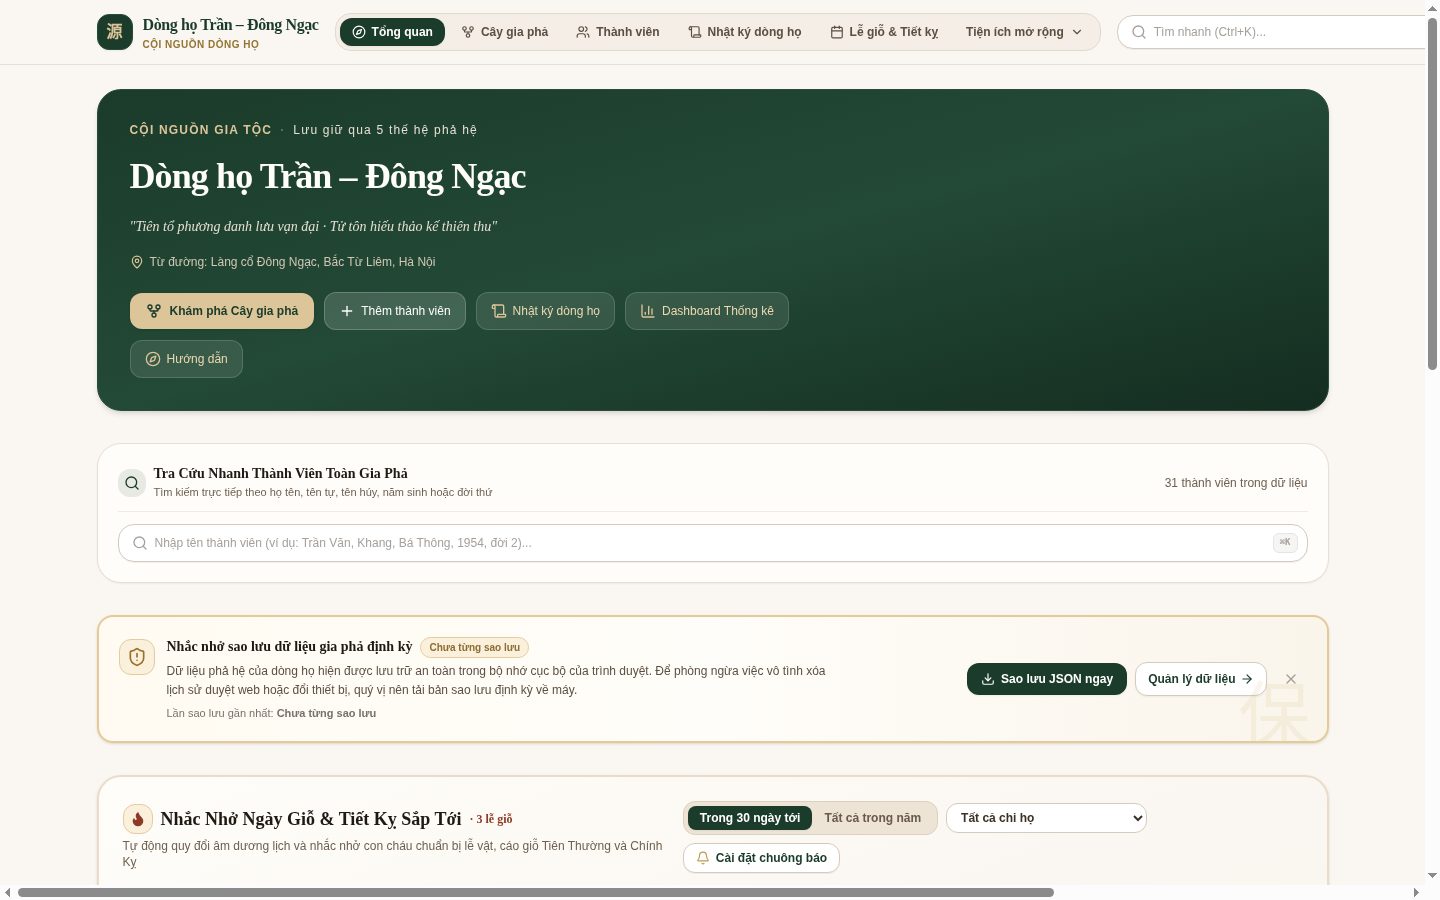 源
Dòng họ Trần – Đông Ngạc
CỘI NGUỒN DÒNG HỌ
Tổng quan
Cây gia phả
Thành viên
Nhật ký dòng họ
Lễ giỗ & Tiết kỵ
Tiện ích mở rộng
Tìm nhanh (Ctrl+K)...
CỘI NGUỒN GIA TỘC · Lưu giữ qua 5 thế hệ phả hệ
Dòng họ Trần – Đông Ngạc
"Tiên tổ phương danh lưu vạn đại · Tử tôn hiếu thảo kế thiên thu"
Từ đường: Làng cổ Đông Ngạc, Bắc Từ Liêm, Hà Nội
Khám phá Cây gia phả
Thêm thành viên
Nhật ký dòng họ
Dashboard Thống kê
Hướng dẫn
Tra Cứu Nhanh Thành Viên Toàn Gia Phả
Tìm kiếm trực tiếp theo họ tên, tên tự, tên húy, năm sinh hoặc đời thứ
31 thành viên trong dữ liệu
Nhập tên thành viên (ví dụ: Trần Văn, Khang, Bá Thông, 1954, đời 2)...
⌘K
Nhắc nhở sao lưu dữ liệu gia phả định kỳ
Chưa từng sao lưu
Dữ liệu phả hệ của dòng họ hiện được lưu trữ an toàn trong bộ nhớ cục bộ của trình duyệt. Để phòng ngừa việc vô tình xóa
lịch sử duyệt web hoặc đổi thiết bị, quý vị nên tải bản sao lưu định kỳ về máy.
Lần sao lưu gần nhất: Chưa từng sao lưu
Sao lưu JSON ngay
Quản lý dữ liệu
保
Nhắc Nhở Ngày Giỗ & Tiết Kỵ Sắp Tới · 3 lễ giỗ
Tự động quy đổi âm dương lịch và nhắc nhở con cháu chuẩn bị lễ vật, cáo giỗ Tiên Thường và Chính
Kỵ
Trong 30 ngày tới
Tất cả trong năm
Tất cả chi họ
Cài đặt chuông báo